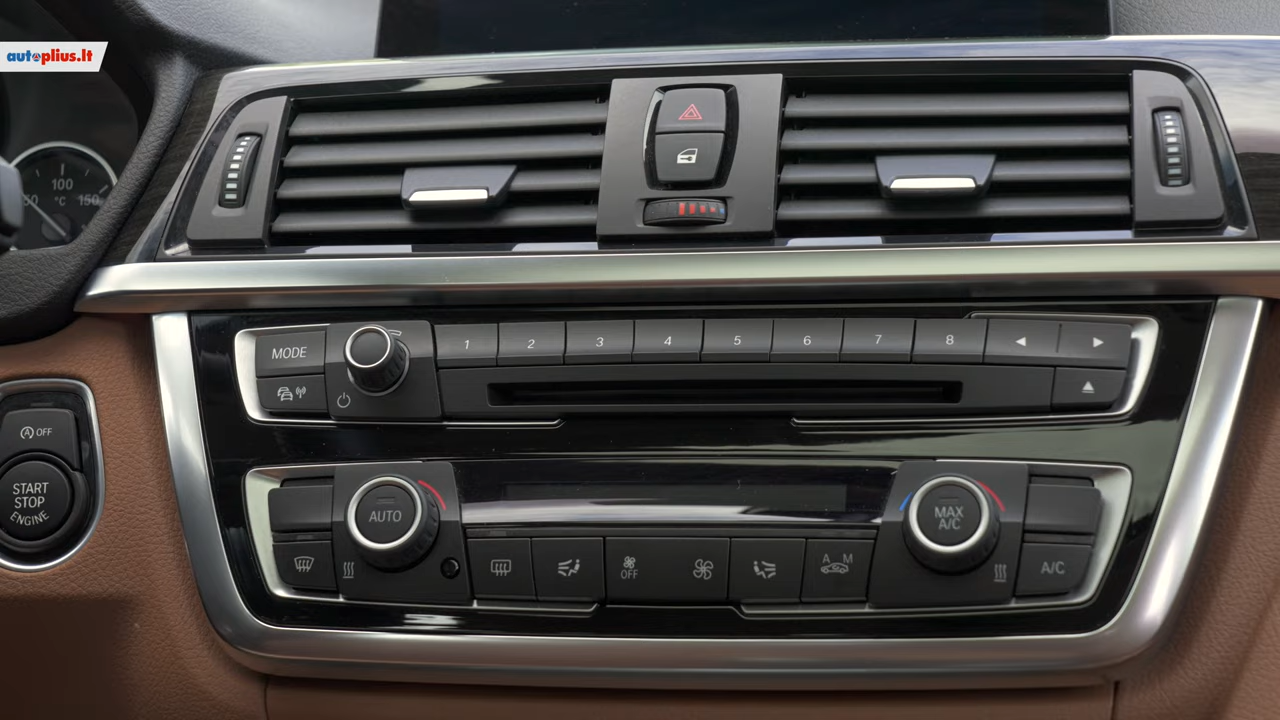 autoplius.lt
100
°C
150
MODE
1 2 3 4 5 6 7 8
A OFF
START
STOP
ENGINE
AUTO
MAX
A/C
OFF
A M
A/C